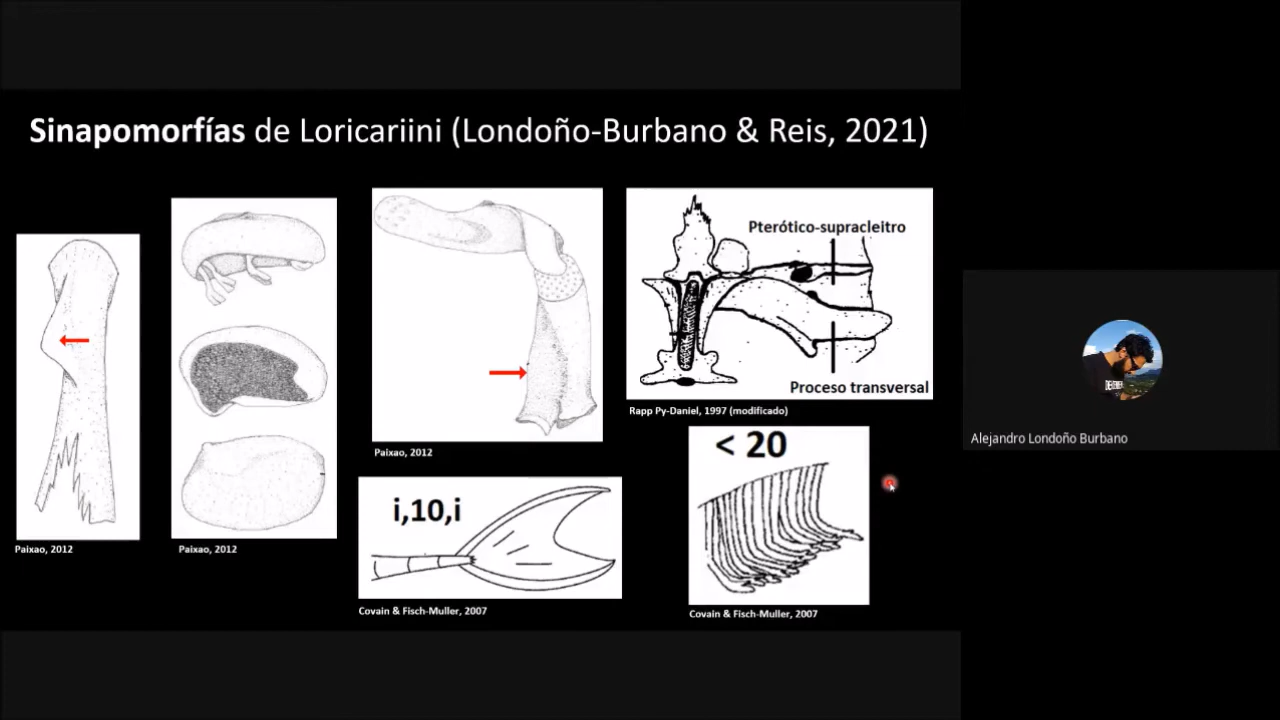 Sinapomorfías de Loricariini (Londoño-Burbano & Reis, 2021)
Pterótico-supracleitro
Proceso transversal
Rapp Py-Daniel, 1997 (modificado)
Paixao, 2012
< 20
i,10,i
Paixao, 2012
Paixao, 2012
Covain & Fisch-Muller, 2007
Covain & Fisch-Muller, 2007
Alejandro Londoño Burbano